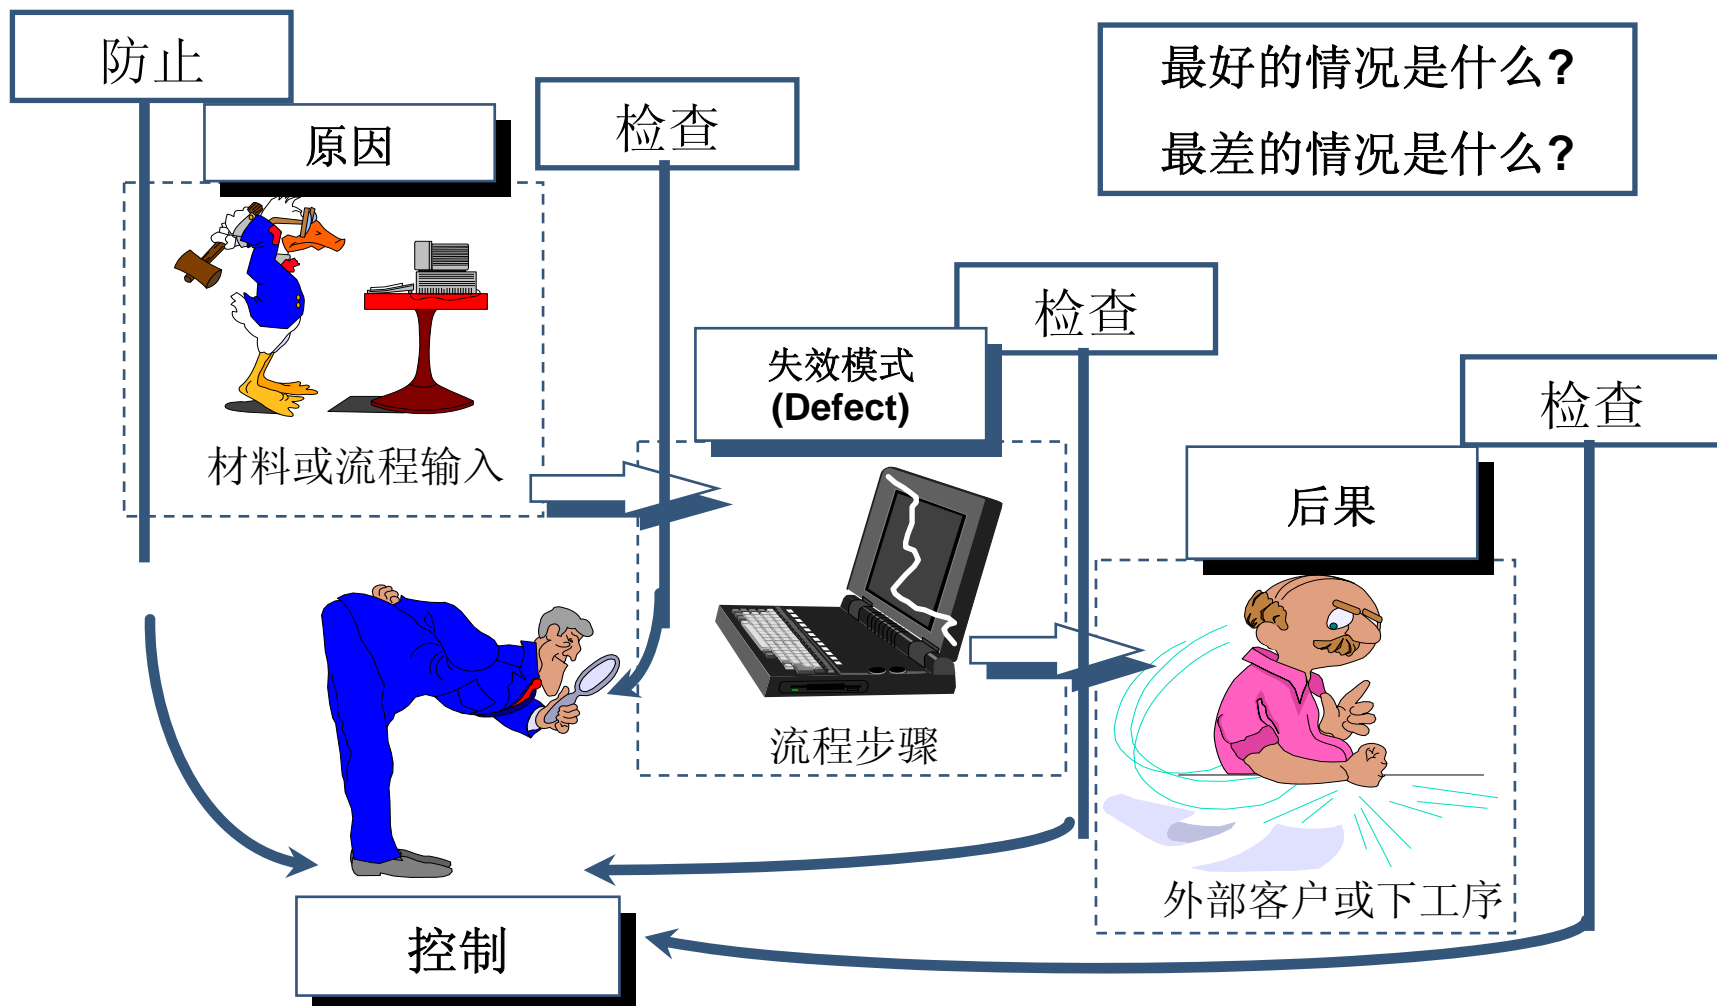 防止
最好的情况是什么?
最差的情况是什么?
原因
检查
检查
失效模式
(Defect)
检查
材料或流程输入
后果
流程步骤
外部客户或下工序
控制